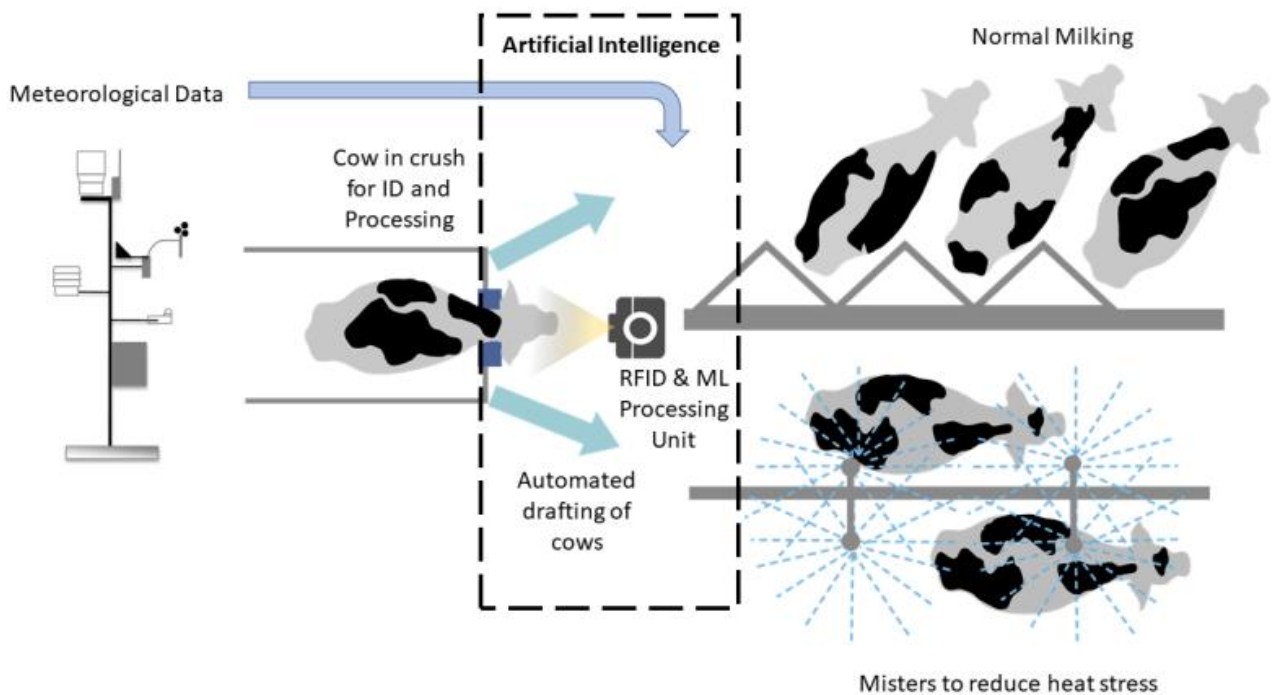 Artificial Intelligence
Normal Milking
Meteorological Data
Cow in crush
for ID and
Processing
RFID & ML
Processing
Unit
Automated
drafting of
cows
Misters to reduce heat stress